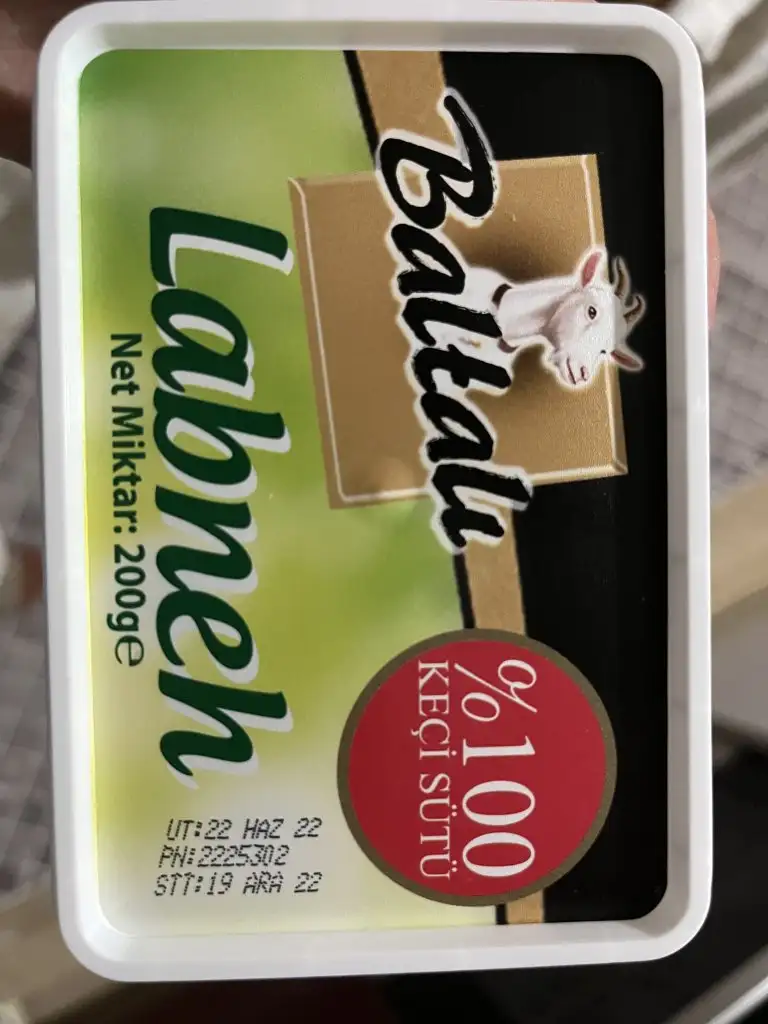 Baltalı
%100
KEÇİ SÜTÜ
Labneh
Net Miktar: 200g℮
UT:22 HAZ 22
PN:2225302
STT:19 ARA 22